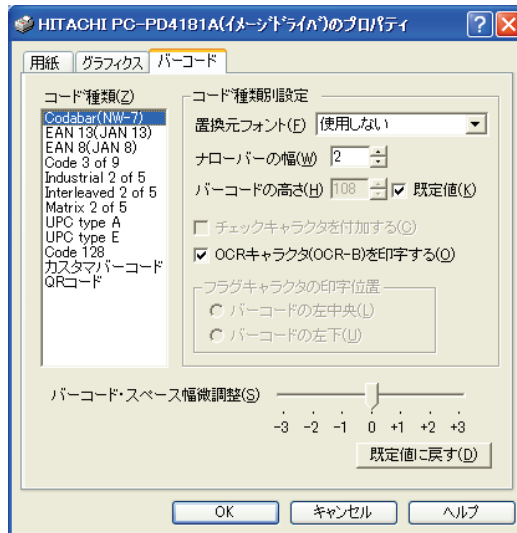 HITACHI PC-PD4181A(ｲﾒｰｼﾞﾄﾞﾗｲﾊﾞ)のプロパティ
用紙 グラフィクス バーコード
コード種類(Z)
Codabar(NW-7)
EAN 13(JAN 13)
EAN 8(JAN 8)
Code 3 of 9
Industrial 2 of 5
Interleaved 2 of 5
Matrix 2 of 5
UPC type A
UPC type E
Code 128
カスタマバーコード
QRコード
コード種類別設定
置換元フォント(F) 使用しない
ナローバーの幅(W) 2
バーコードの高さ(H) 108 既定値(K)
チェックキャラクタを付加する(C)
OCRキャラクタ(OCR-B)を印字する(O)
フラグキャラクタの印字位置
バーコードの左中央(L)
バーコードの左下(U)
バーコード・スペース幅微調整(S)
-3 -2 -1 0 +1 +2 +3
既定値に戻す(D)
OK キャンセル ヘルプ